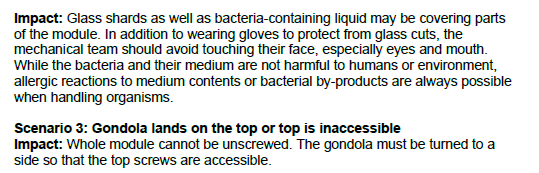 Impact: Glass shards as well as bacteria-containing liquid may be covering parts
of the module. In addition to wearing gloves to protect from glass cuts, the
mechanical team should avoid touching their face, especially eyes and mouth.
While the bacteria and their medium are not harmful to humans or environment,
allergic reactions to medium contents or bacterial by-products are always possible
when handling organisms.
Scenario 3: Gondola lands on the top or top is inaccessible
Impact: Whole module cannot be unscrewed. The gondola must be turned to a
side so that the top screws are accessible.